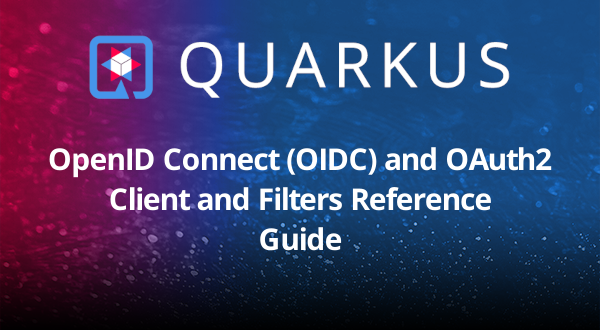 QUARKUS
OpenID Connect (OIDC) and OAuth2
Client and Filters Reference
Guide